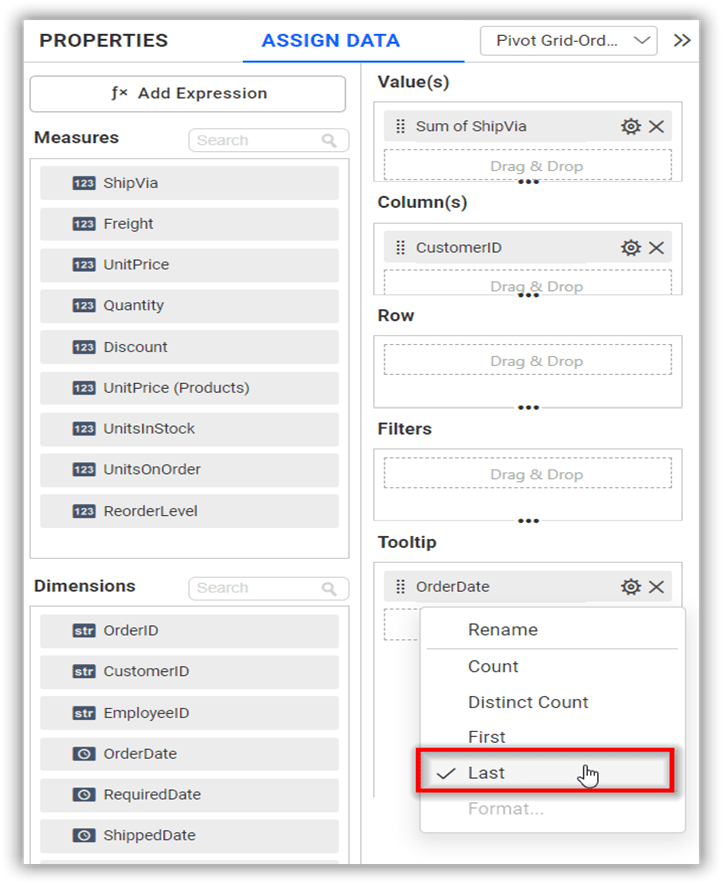 PROPERTIES
ASSIGN DATA
Pivot Grid-Ord...
ƒ× Add Expression
Measures
Search
123 ShipVia
123 Freight
123 UnitPrice
123 Quantity
123 Discount
123 UnitPrice (Products)
123 UnitsInStock
123 UnitsOnOrder
123 ReorderLevel
Dimensions
Search
str OrderID
str CustomerID
str EmployeeID
OrderDate
RequiredDate
ShippedDate
Value(s)
Sum of ShipVia
Drag & Drop
Column(s)
CustomerID
Drag & Drop
Row
Drag & Drop
Filters
Drag & Drop
Tooltip
OrderDate
Rename
Count
Distinct Count
First
Last
Format...